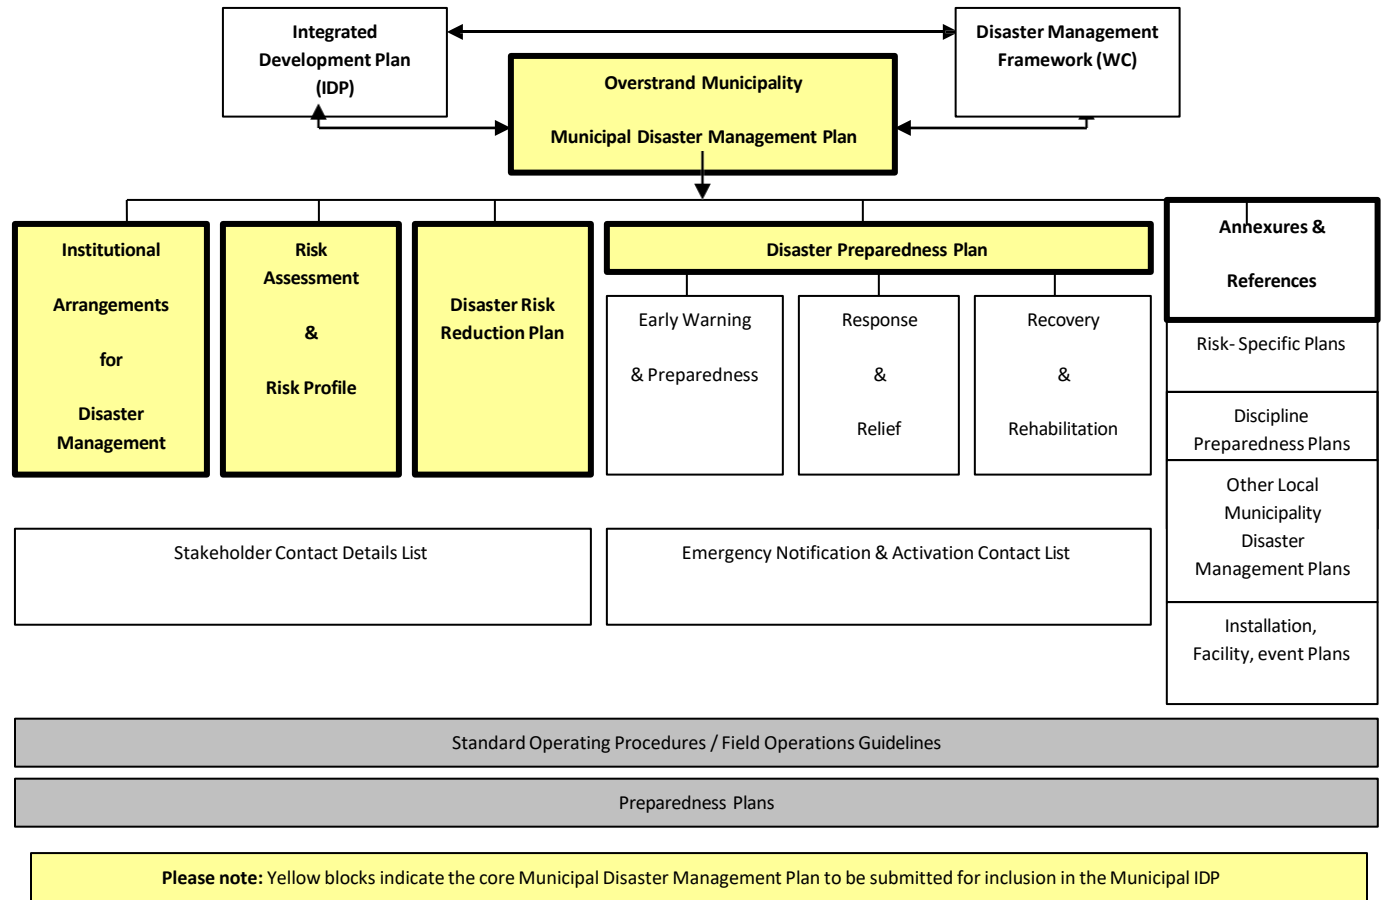 Integrated
Development Plan
(IDP)
Disaster Management
Framework (WC)
Overstrand Municipality
Municipal Disaster Management Plan
Institutional
Arrangements
for
Disaster
Management
Risk
Assessment
&
Risk Profile
Disaster Risk
Reduction Plan
Disaster Preparedness Plan
Early Warning
& Preparedness
Response
&
Relief
Recovery
&
Rehabilitation
Annexures &
References
Risk- Specific Plans
Discipline
Preparedness Plans
Other Local
Municipality
Disaster
Management Plans
Installation,
Facility, event Plans
Stakeholder Contact Details List
Emergency Notification & Activation Contact List
Standard Operating Procedures / Field Operations Guidelines
Preparedness Plans
Please note: Yellow blocks indicate the core Municipal Disaster Management Plan to be submitted for inclusion in the Municipal IDP